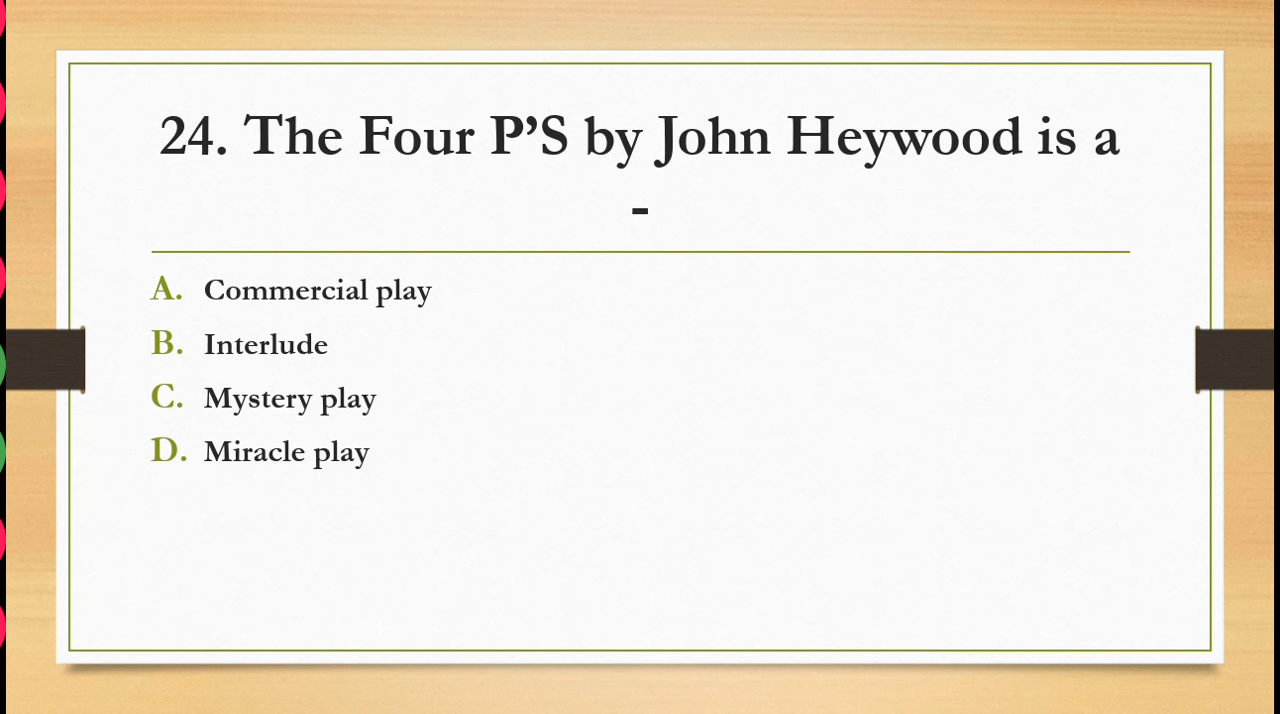 24. The Four P’S by John Heywood is a
-
A. Commercial play
B. Interlude
C. Mystery play
D. Miracle play